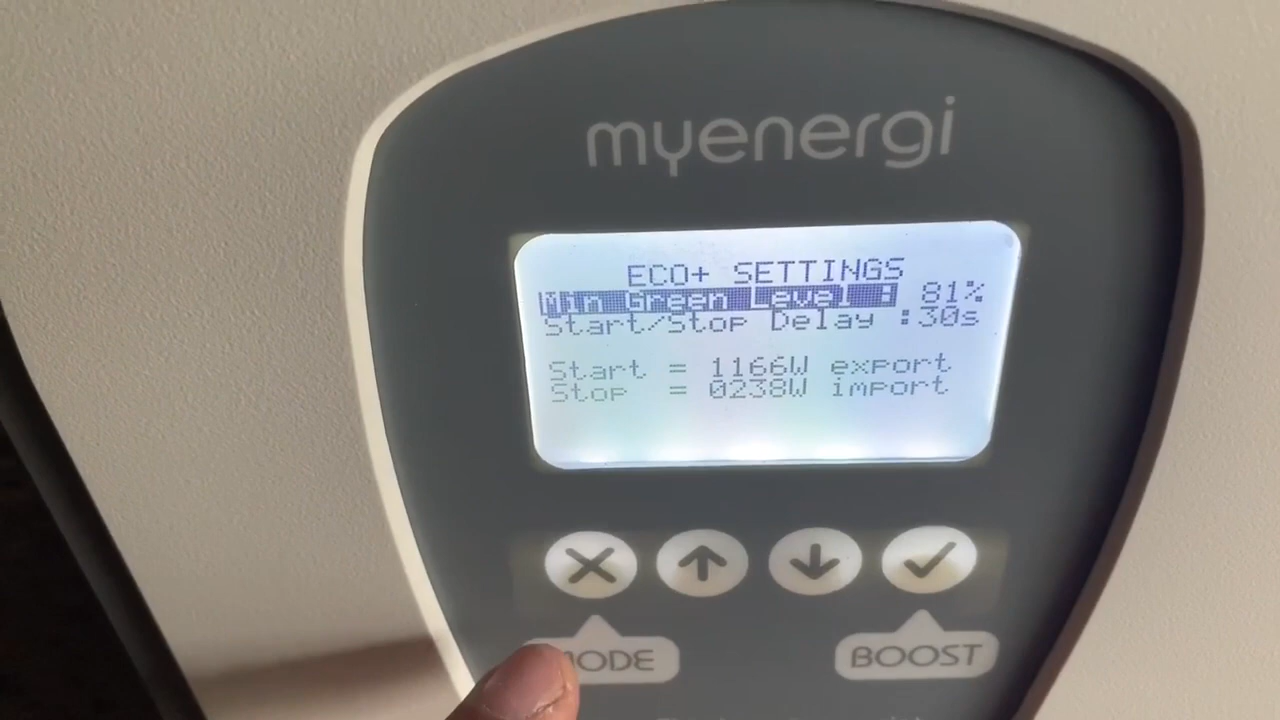 myenergi
ECO+ SETTINGS
Min Green Level : 81%
Start/Stop Delay :30s
Start = 1166W export
Stop = 0238W import
BOOST